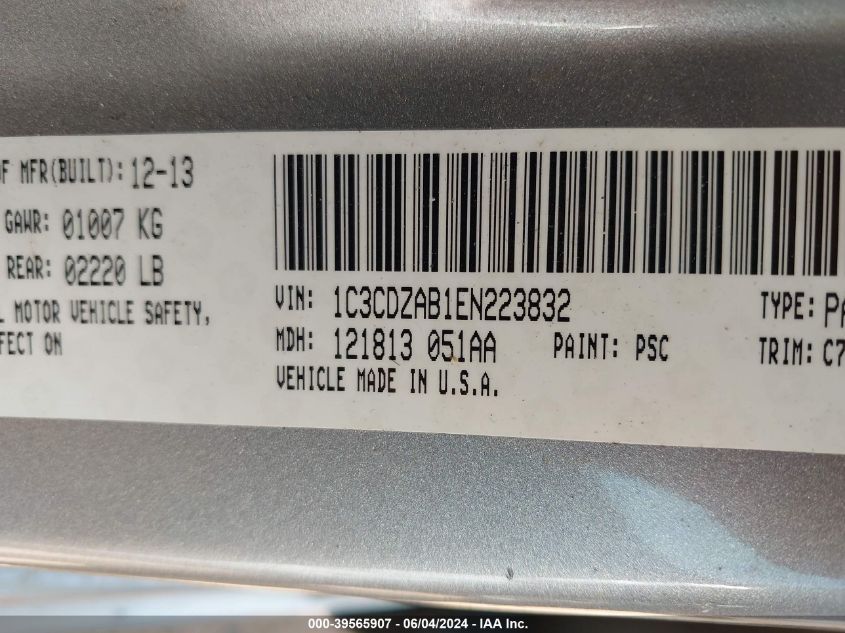 OF MFR(BUILT): 12-13
GAWR: 01007 KG
REAR: 02220 LB
MOTOR VEHICLE SAFETY,
ON
VIN: 1C3CDZAB1EN223832 TYPE:
MDH: 121813 051AA PAINT: PSC TRIM: C7
VEHICLE MADE IN U.S.A.
000-39565907 - 06/04/2024 - IAA Inc.